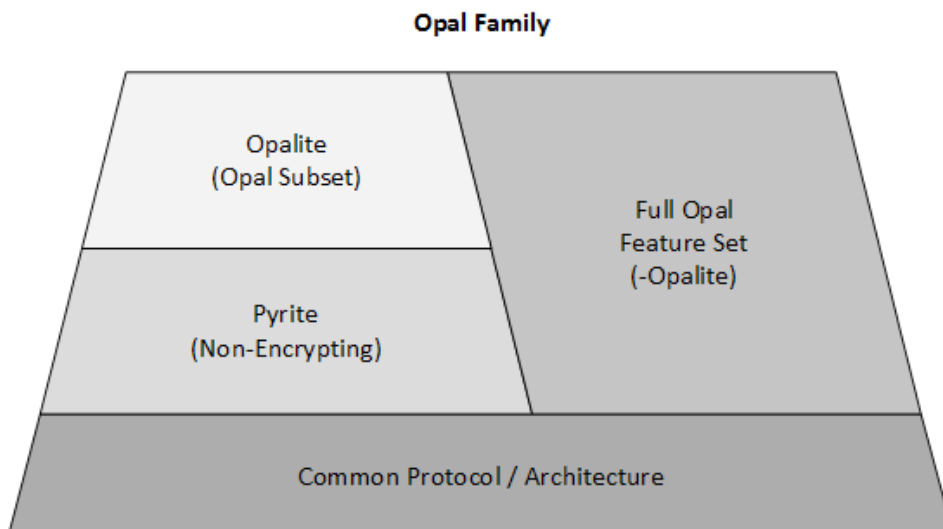 Opal Family
Opalite
(Opal Subset)
Full Opal
Feature Set
(-Opalite)
Pyrite
(Non-Encrypting)
Common Protocol / Architecture